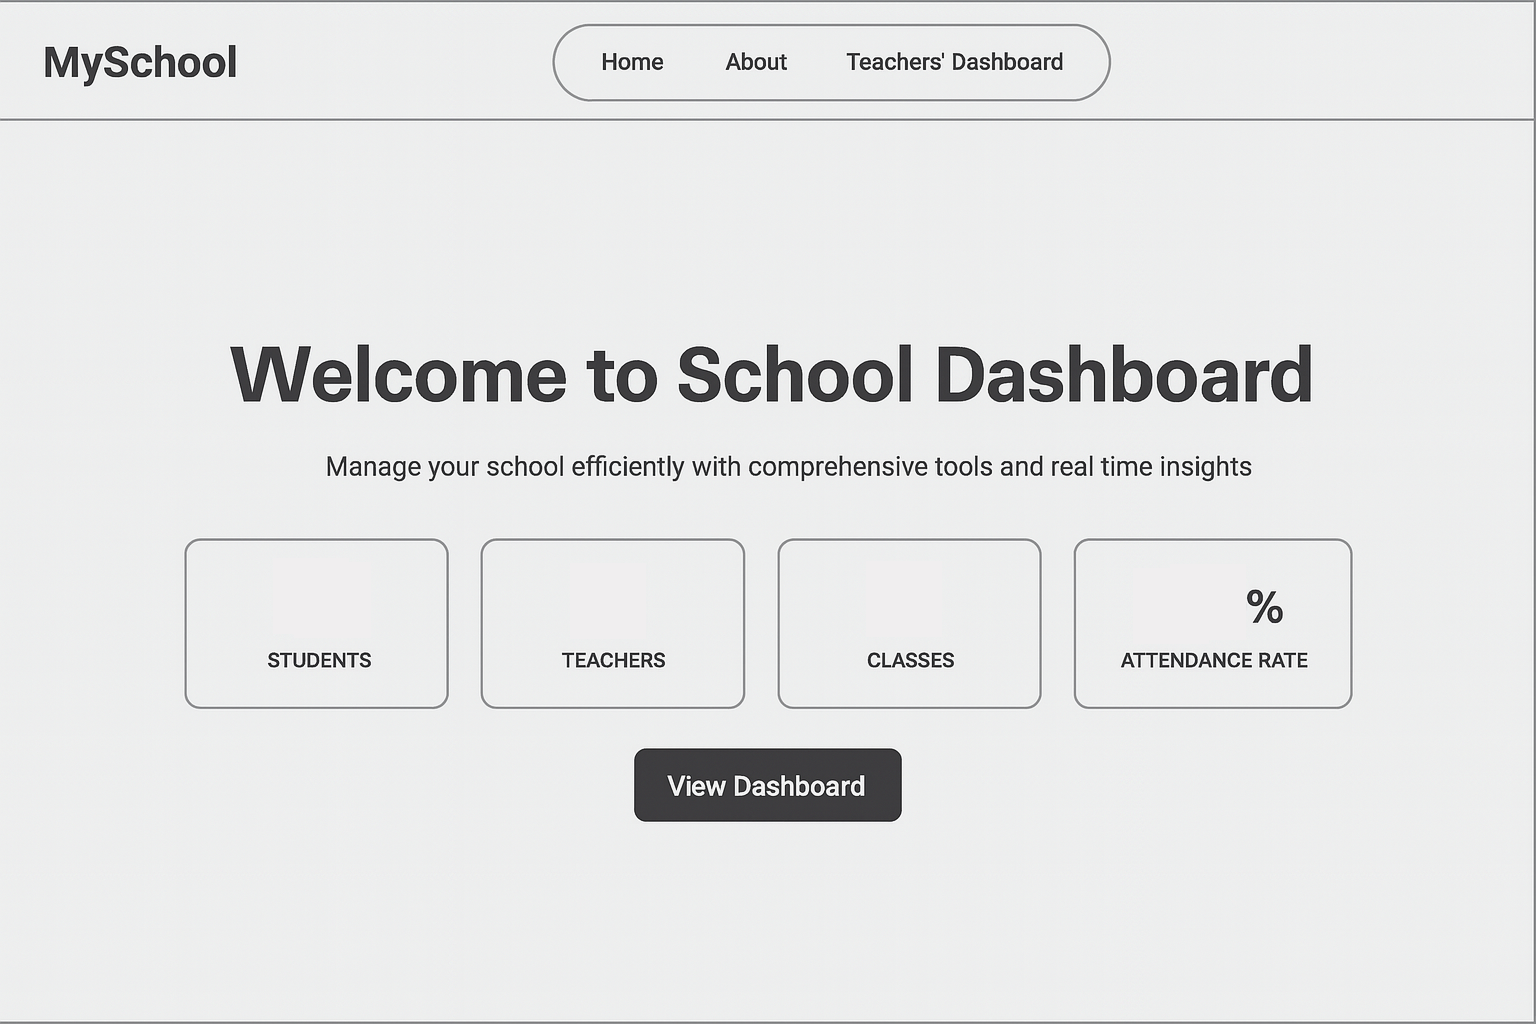 MySchool
Home About Teachers' Dashboard
Welcome to School Dashboard
Manage your school efficiently with comprehensive tools and real time insights
%
STUDENTS TEACHERS CLASSES ATTENDANCE RATE
View Dashboard